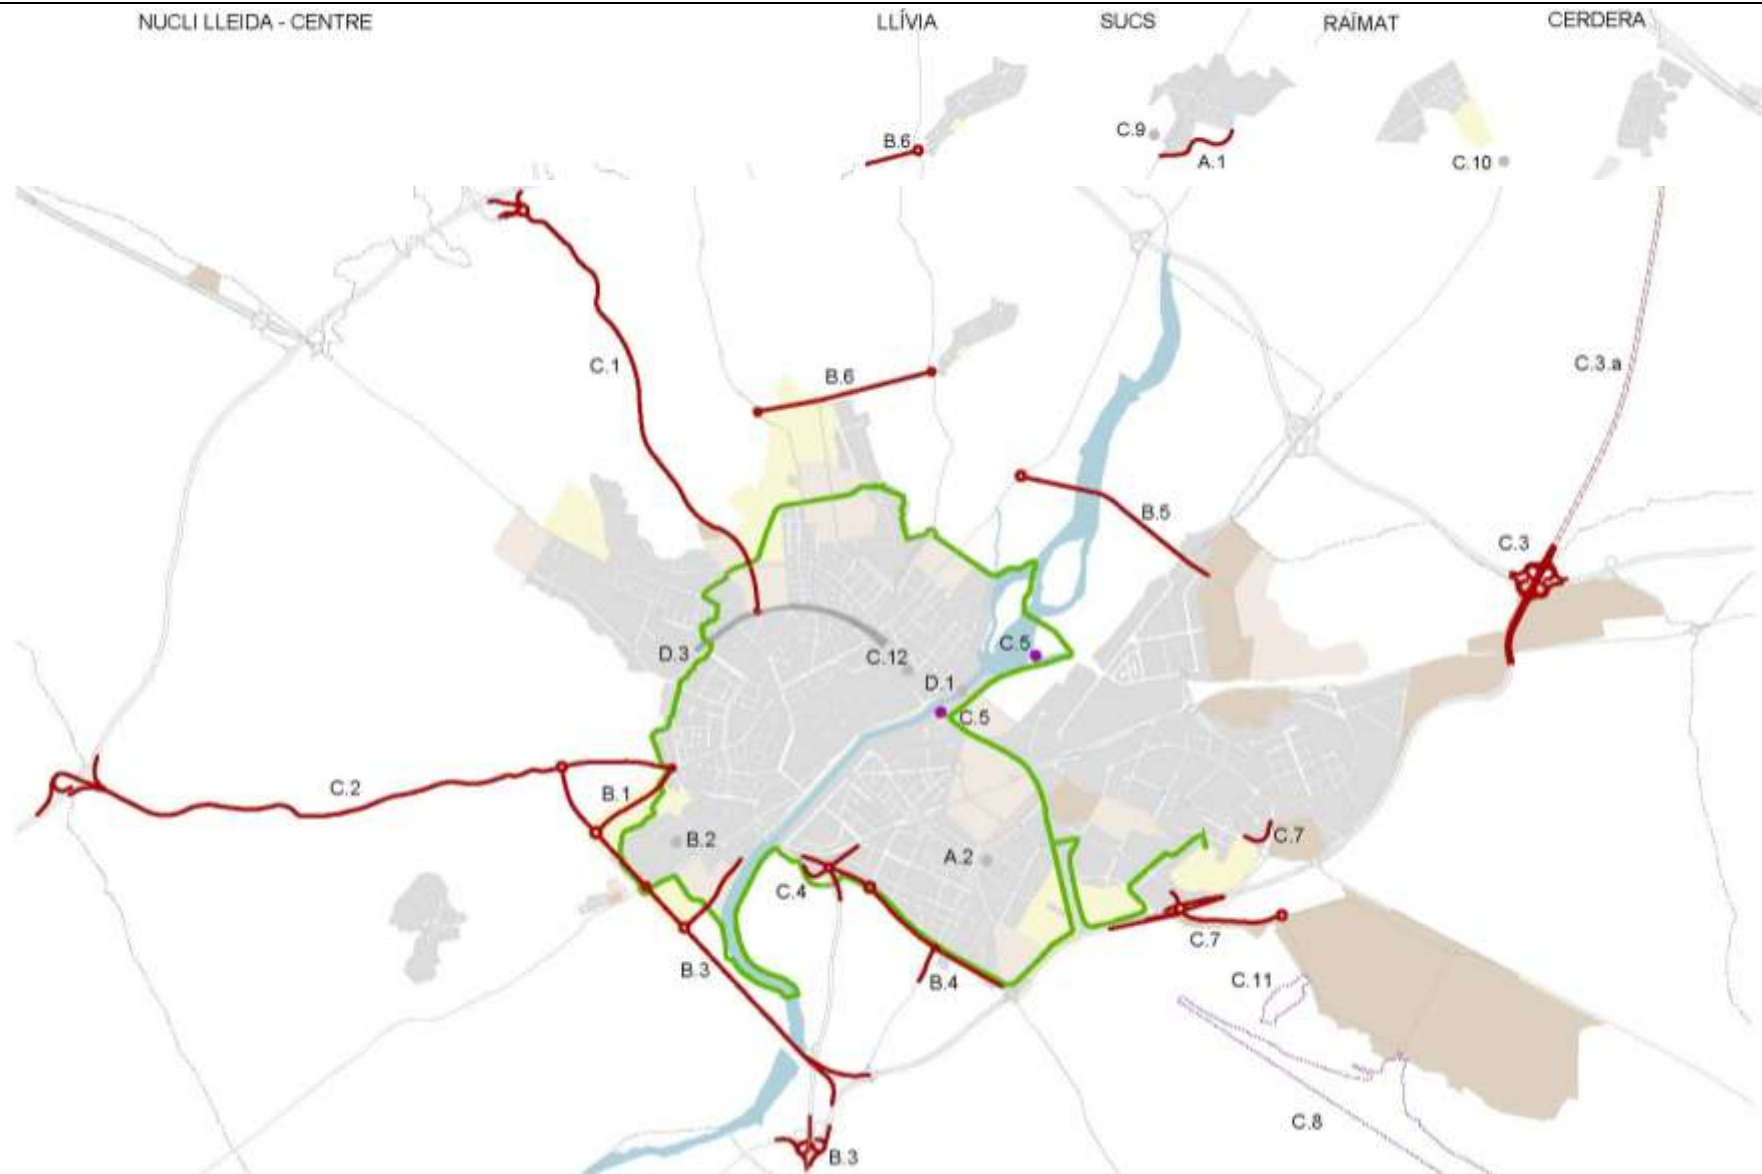 NUCLI LLEIDA - CENTRE
LLÍVIA
SUCS
RAÏMAT
CERDERA
B.6
C.9
A.1
C.10
C.1
B.6
C.3.a
B.5
C.3
D.3
C.12
C.5
D.1
C.5
C.2
B.1
B.2
A.2
C.4
C.7
C.7
B.3
B.4
C.11
C.8
B.3